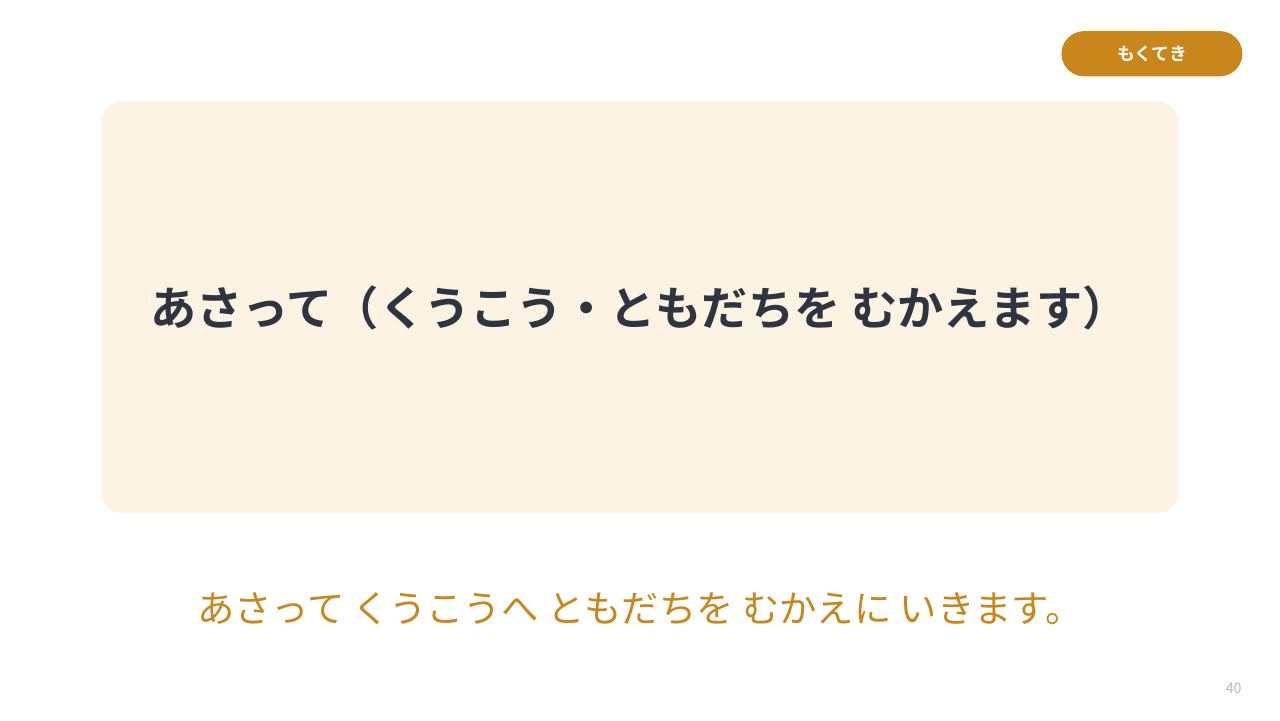 もくてき
あさって（くうこう・ともだちを むかえます）
あさって くうこうへ ともだちを むかえに いきます。
40